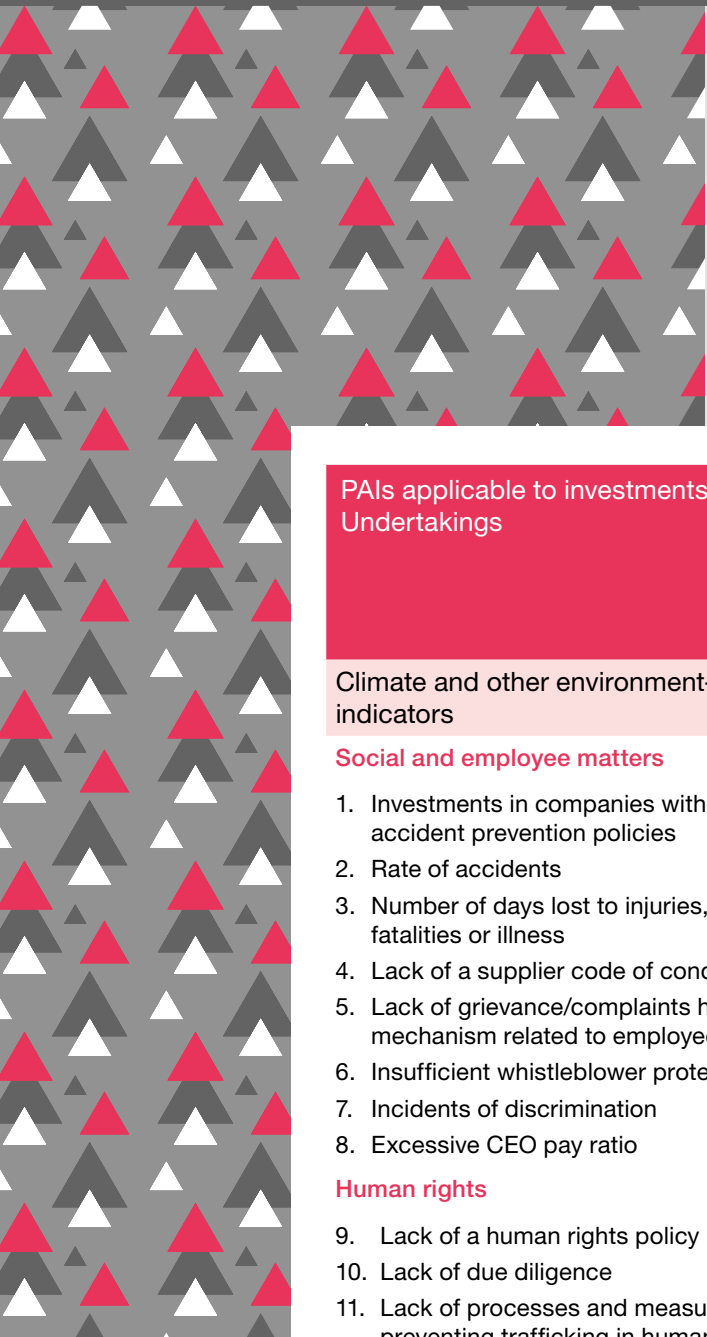 PAIs applicable to investments
Undertakings
Climate and other environment-
indicators
Social and employee matters
1. Investments in companies with
accident prevention policies
2. Rate of accidents
3. Number of days lost to injuries,
fatalities or illness
4. Lack of a supplier code of
5. Lack of grievance/complaints
mechanism related to
6. Insufficient whistleblower
7. Incidents of discrimination
8. Excessive CEO pay ratio
Human rights
9. Lack of a human rights policy
10. Lack of due diligence
11. Lack of processes and
preventing trafficking in